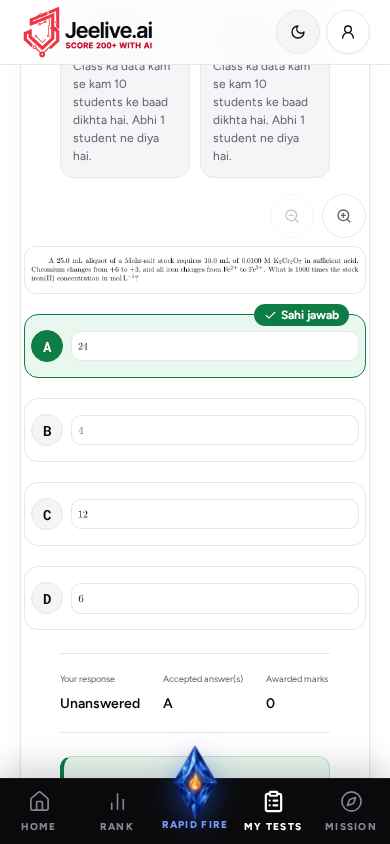 Jeelive.ai
SCORE 200+ WITH AI
Class ka data kam
se kam 10
students ke baad
dikhta hai. Abhi 1
student ne diya
hai.
Class ka data kam
se kam 10
students ke baad
dikhta hai. Abhi 1
student ne diya
hai.
A 25.0 mL aliquot of a Mohr-salt stock requires 10.0 mL of 0.0100 M K₂Cr₂O₇ in sufficient acid.
Chromium changes from +6 to +3, and all iron changes from Fe²⁺ to Fe³⁺. What is 1000 times the stock
iron(II) concentration in mol L⁻¹?
Sahi jawab
A 24
B 4
C 12
D 6
Your response Accepted answer(s) Awarded marks
Unanswered A 0
HOME RANK RAPID FIRE MY TESTS MISSION